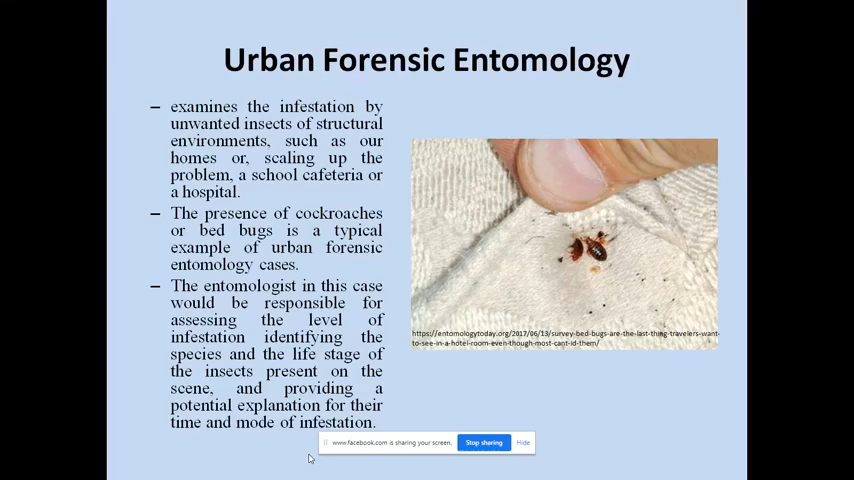 Urban Forensic Entomology
– examines the infestation by
unwanted insects of structural
environments, such as our
homes or, scaling up the
problem, a school cafeteria or
a hospital.
– The presence of cockroaches
or bed bugs is a typical
example of urban forensic
entomology cases.
– The entomologist in this case
would be responsible for
assessing the level of
infestation identifying the
species and the life stage of
the insects present on the
scene, and providing a
potential explanation for their
time and mode of infestation.
https://entomologytoday.org/2017/06/13/survey-bed-bugs-are-the-last-thing-travelers-want-
to-see-in-a-hotel-room-even-though-most-cant-id-them/
www.facebook.com is sharing your screen.
Stop sharing
Hide